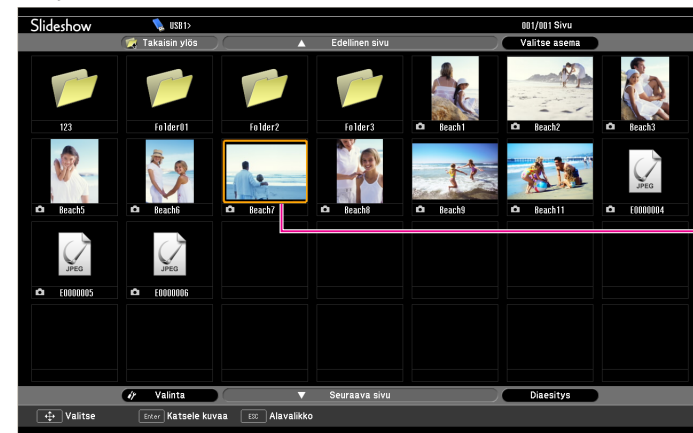 Slideshow USB1> 001/001 Sivu
Takaisin ylös Edellinen sivu Valitse asema
123 Folder01 Folder2 Folder3 Beach1 Beach2 Beach3
JPEG
Beach5 Beach6 Beach7 Beach8 Beach9 Beach11 E0000004
JPEG JPEG
E0000005 E0000006
Valinta Seuraava sivu Diaesitys
Valitse Enter Katsele kuvaa ESC Alavalikko